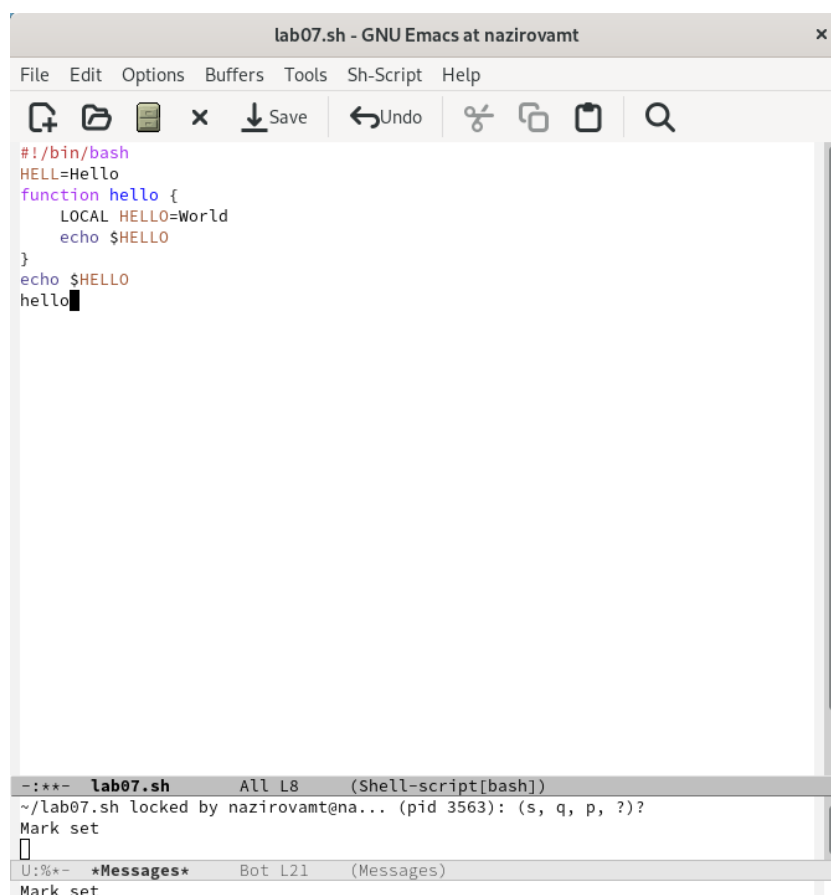 lab07.sh - GNU Emacs at nazirovamt ×
File Edit Options Buffers Tools Sh-Script Help
Save Undo
#!/bin/bash
HELL=Hello
function hello {
    LOCAL HELLO=World
    echo $HELLO
}
echo $HELLO
hello
-:**- lab07.sh All L8 (Shell-script[bash])
~/lab07.sh locked by nazirovamt@na... (pid 3563): (s, q, p, ?)?
Mark set
U:%*- *Messages* Bot L21 (Messages)
Mark set